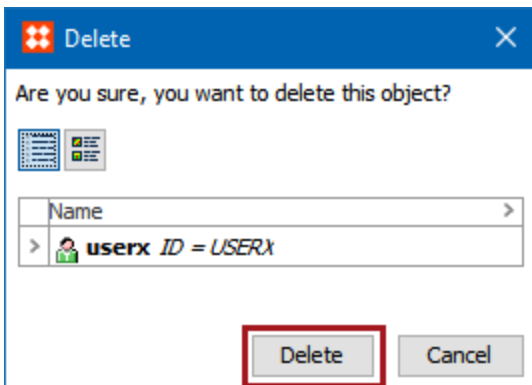 Delete
Are you sure, you want to delete this object?
Name
userx ID = USERX
Delete Cancel